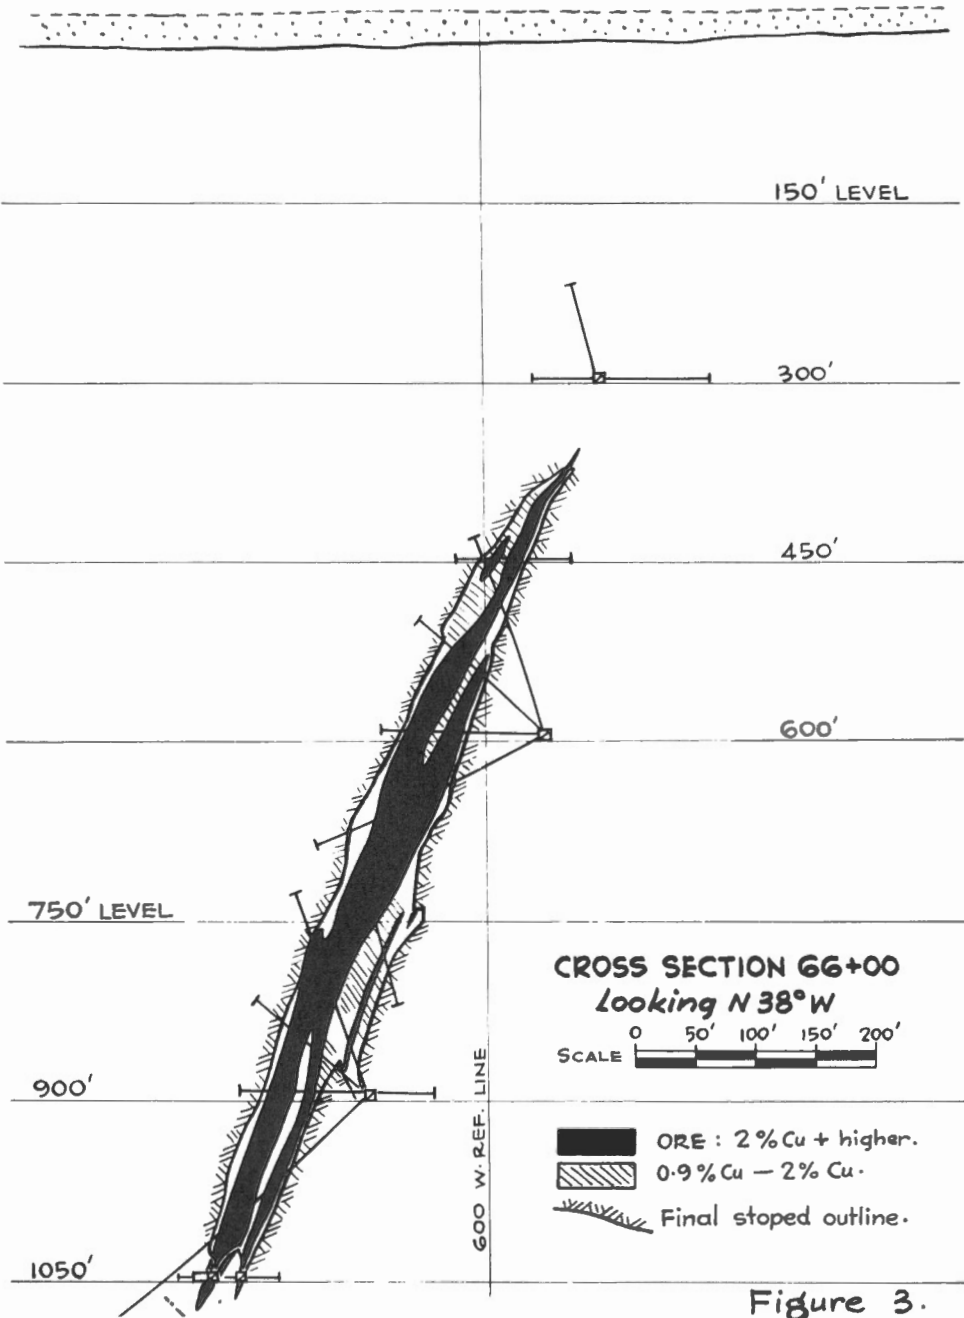 150' LEVEL
300'
450'
600'
750' LEVEL
CROSS SECTION 66+00
Looking N 38° W
0 50' 100' 150' 200'
SCALE
900'
600 W. REF. LINE
ORE : 2% Cu + higher.
0.9% Cu — 2% Cu.
Final stoped outline.
1050'
Figure 3.